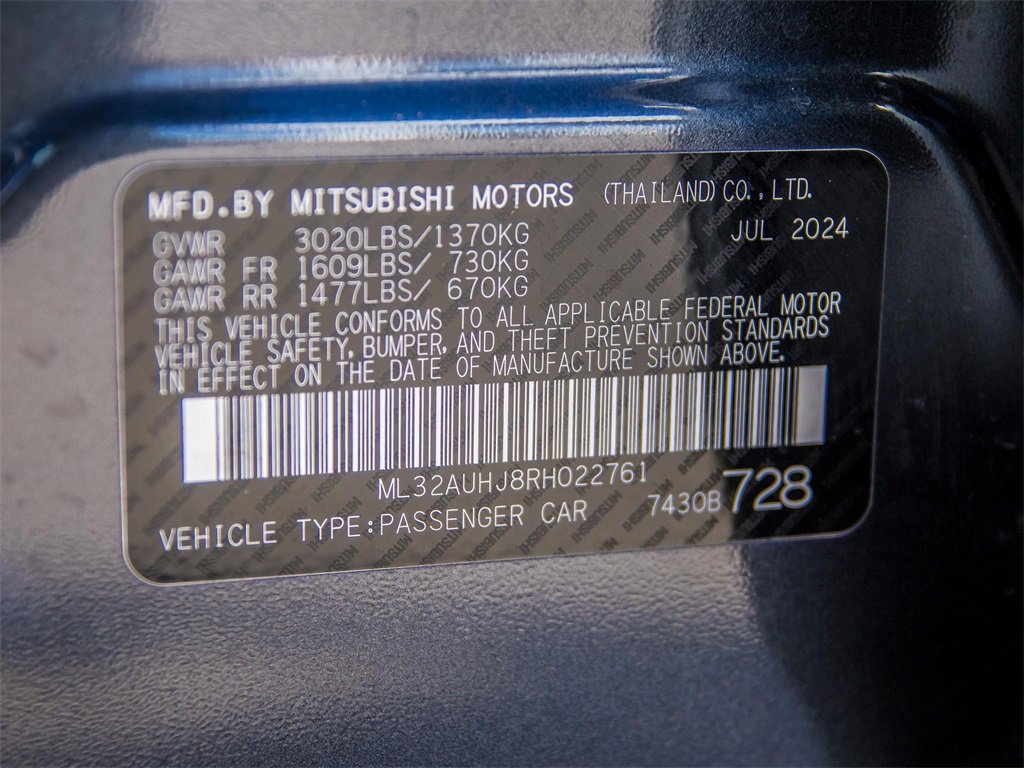 MFD.BY MITSUBISHI MOTORS (THAILAND)CO.,LTD.
GVWR 3020LBS/1370KG JUL 2024
GAWR FR 1609LBS/ 730KG
GAWR RR 1477LBS/ 670KG
THIS VEHICLE CONFORMS TO ALL APPLICABLE FEDERAL MOTOR
VEHICLE SAFETY, BUMPER, AND THEFT PREVENTION STANDARDS
IN EFFECT ON THE DATE OF MANUFACTURE SHOWN ABOVE.
ML32AUHJ8RH022761
VEHICLE TYPE:PASSENGER CAR 7430B728